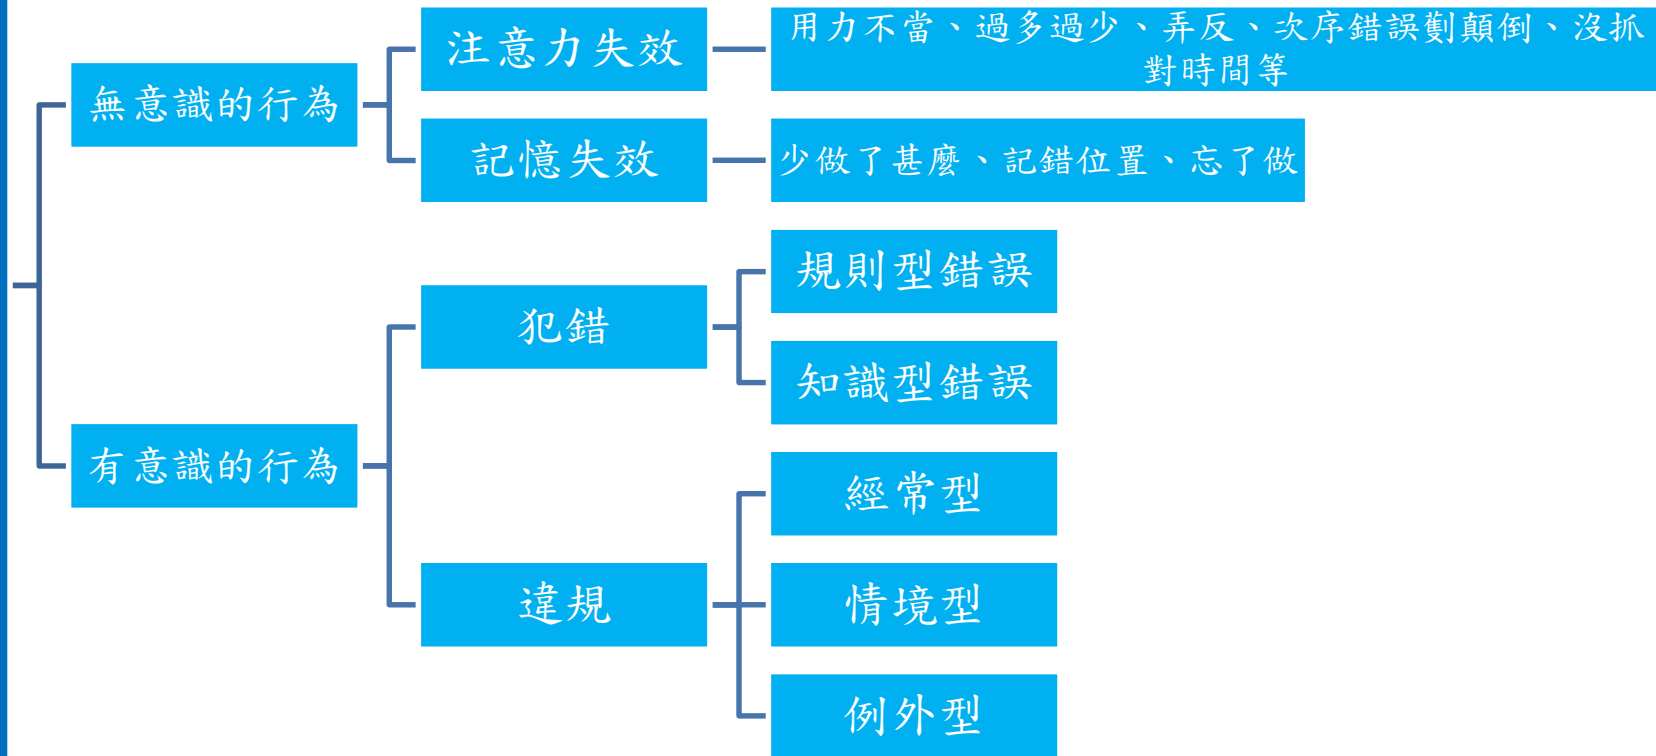 無意識的行為
注意力失效
用力不當、過多過少、弄反、次序錯誤劃顛倒、沒抓
對時間等
記憶失效
少做了甚麼、記錯位置、忘了做
有意識的行為
犯錯
規則型錯誤
知識型錯誤
違規
經常型
情境型
例外型